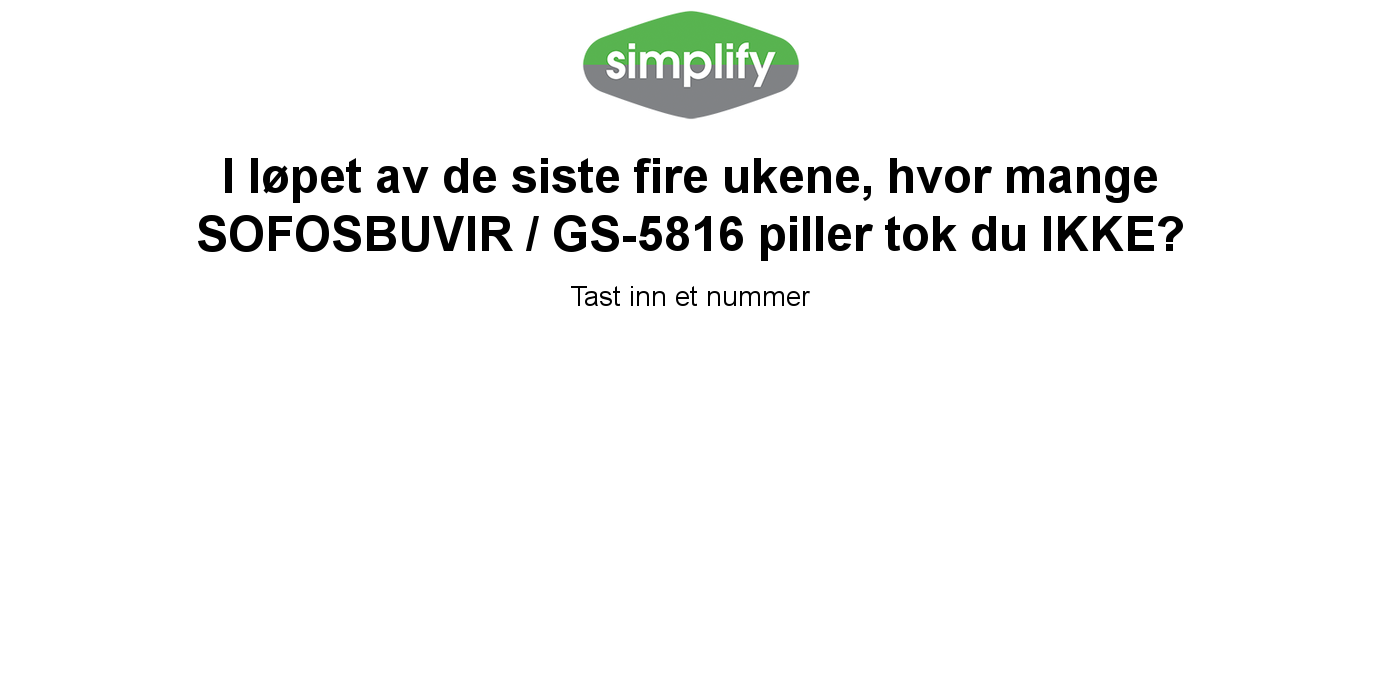 simplify
I løpet av de siste fire ukene, hvor mange
SOFOSBUVIR / GS-5816 piller tok du IKKE?
Tast inn et nummer